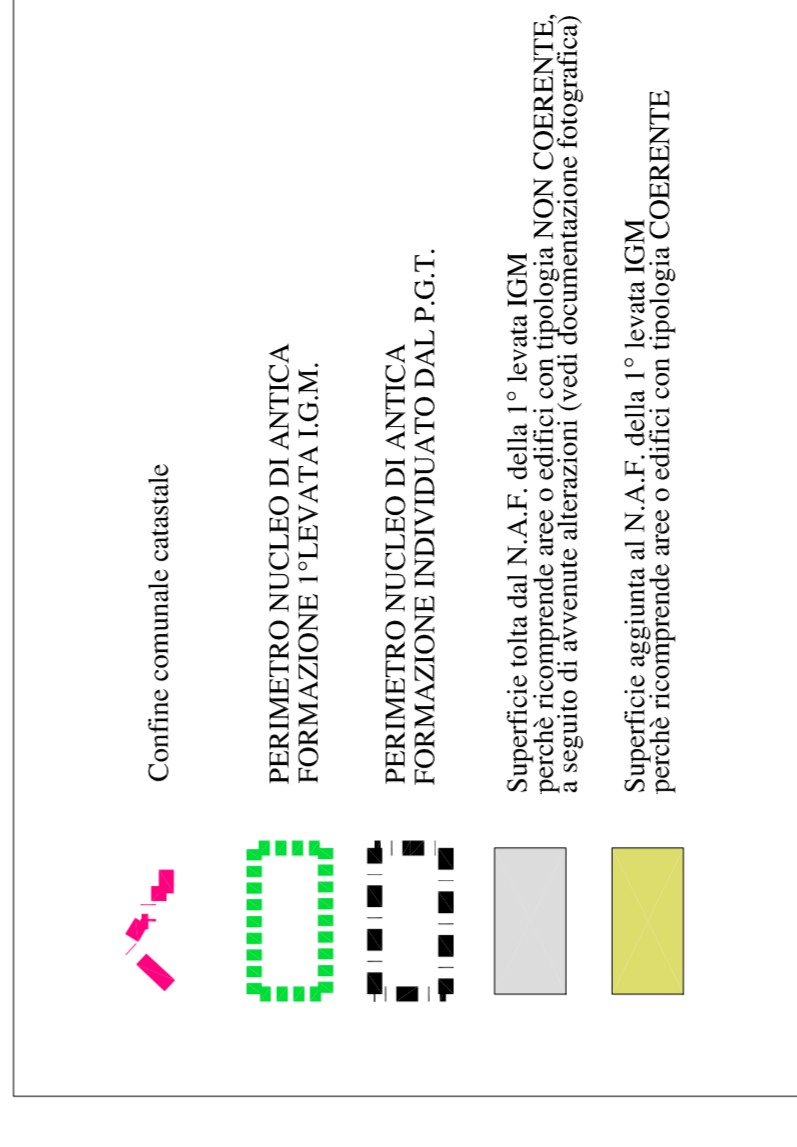 Confine comunale catastale
PERIMETRO NUCLEO DI ANTICA
FORMAZIONE 1°LEVATA I.G.M.
PERIMETRO NUCLEO DI ANTICA
FORMAZIONE INDIVIDUATO DAL P.G.T.
Superficie tolta dal N.A.F. della 1° levata IGM
perchè ricomprende aree o edifici con tipologia NON COERENTE,
a seguito di avvenute alterazioni (vedi documentazione fotografica)
Superficie aggiunta al N.A.F. della 1° levata IGM
perchè ricomprende aree o edifici con tipologia COERENTE